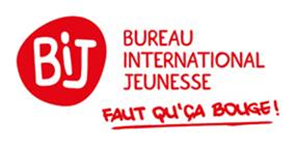 BiJ
BUREAU
INTERNATIONAL
JEUNESSE
FAUT QU'ÇA BOUGE !